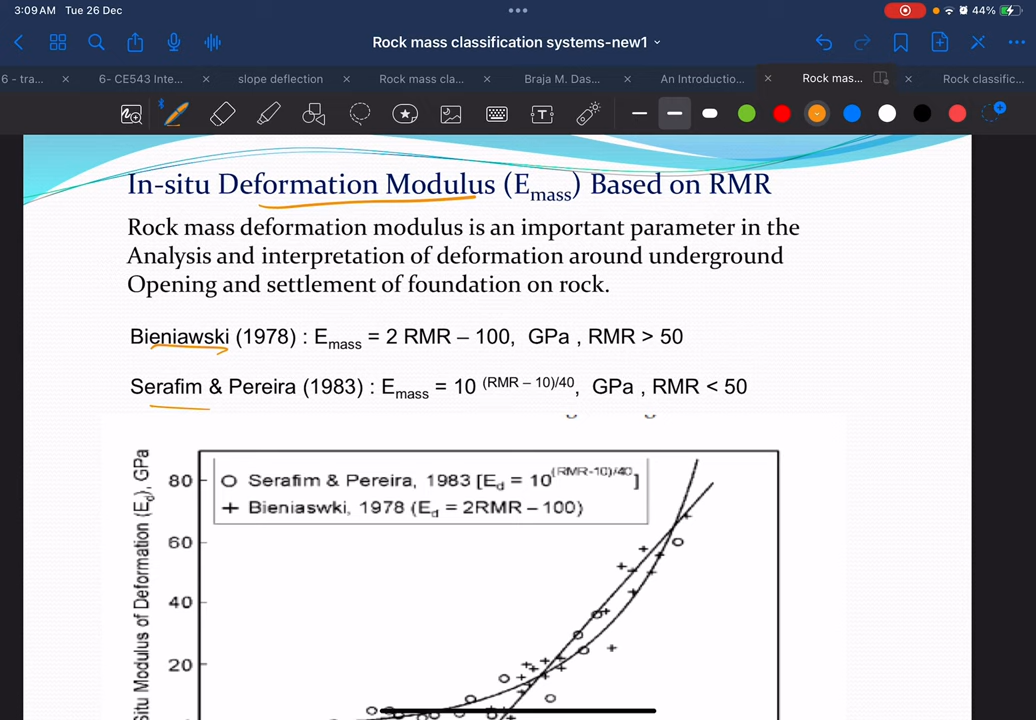 3:09 AM Tue 26 Dec
44%
Rock mass classification systems-new1
6 - tra...
6- CE543 Inte...
slope deflection
Rock mass cla...
Braja M. Das...
An Introductio...
Rock mas...
Rock classific...
In-situ Deformation Modulus (Emass) Based on RMR
Rock mass deformation modulus is an important parameter in the
Analysis and interpretation of deformation around underground
Opening and settlement of foundation on rock.
Bieniawski (1978) : Emass = 2 RMR – 100, GPa , RMR > 50
Serafim & Pereira (1983) : Emass = 10 (RMR – 10)/40, GPa , RMR < 50
Serafim & Pereira, 1983 [Ed = 10(RMR-10)/40]
Bieniaswki, 1978 (Ed = 2RMR – 100)
80
60
40
20
Situ Modulus of Deformation (Ed), GPa